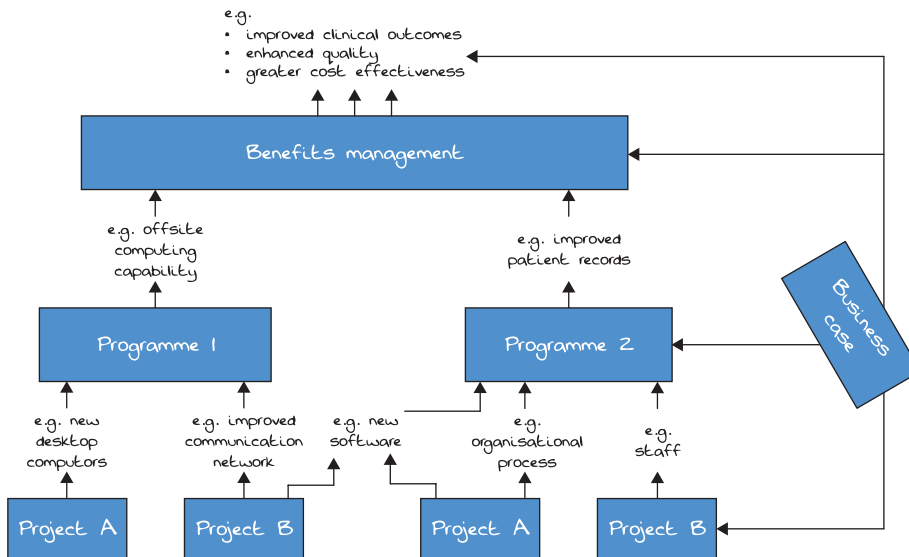 e.g.
• improved clinical outcomes
• enhanced quality
• greater cost effectiveness
Benefits management
e.g. offsite
computing
capability
e.g. improved
patient records
Business
case
Programme 1
Programme 2
e.g. new
desktop
computors
e.g. improved
communication
network
e.g. new
software
e.g.
organisational
process
e.g.
staff
Project A
Project B
Project A
Project B